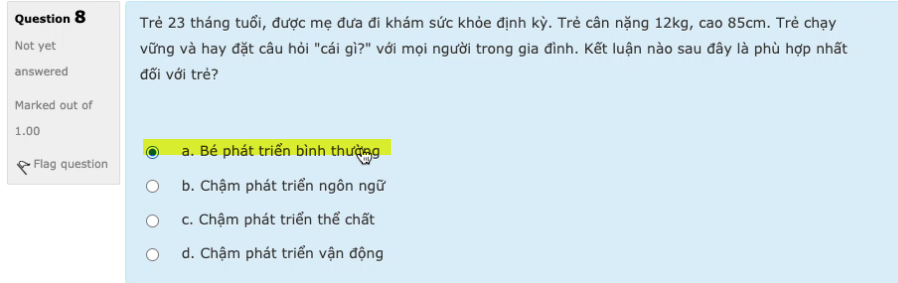 Question 8
Not yet
answered
Marked out of
1.00
Flag question
Trẻ 23 tháng tuổi, được mẹ đưa đi khám sức khỏe định kỳ. Trẻ cân nặng 12kg, cao 85cm. Trẻ chạy
vững và hay đặt câu hỏi "cái gì?" với mọi người trong gia đình. Kết luận nào sau đây là phù hợp nhất
đối với trẻ?
a. Bé phát triển bình thường
b. Chậm phát triển ngôn ngữ
c. Chậm phát triển thể chất
d. Chậm phát triển vận động